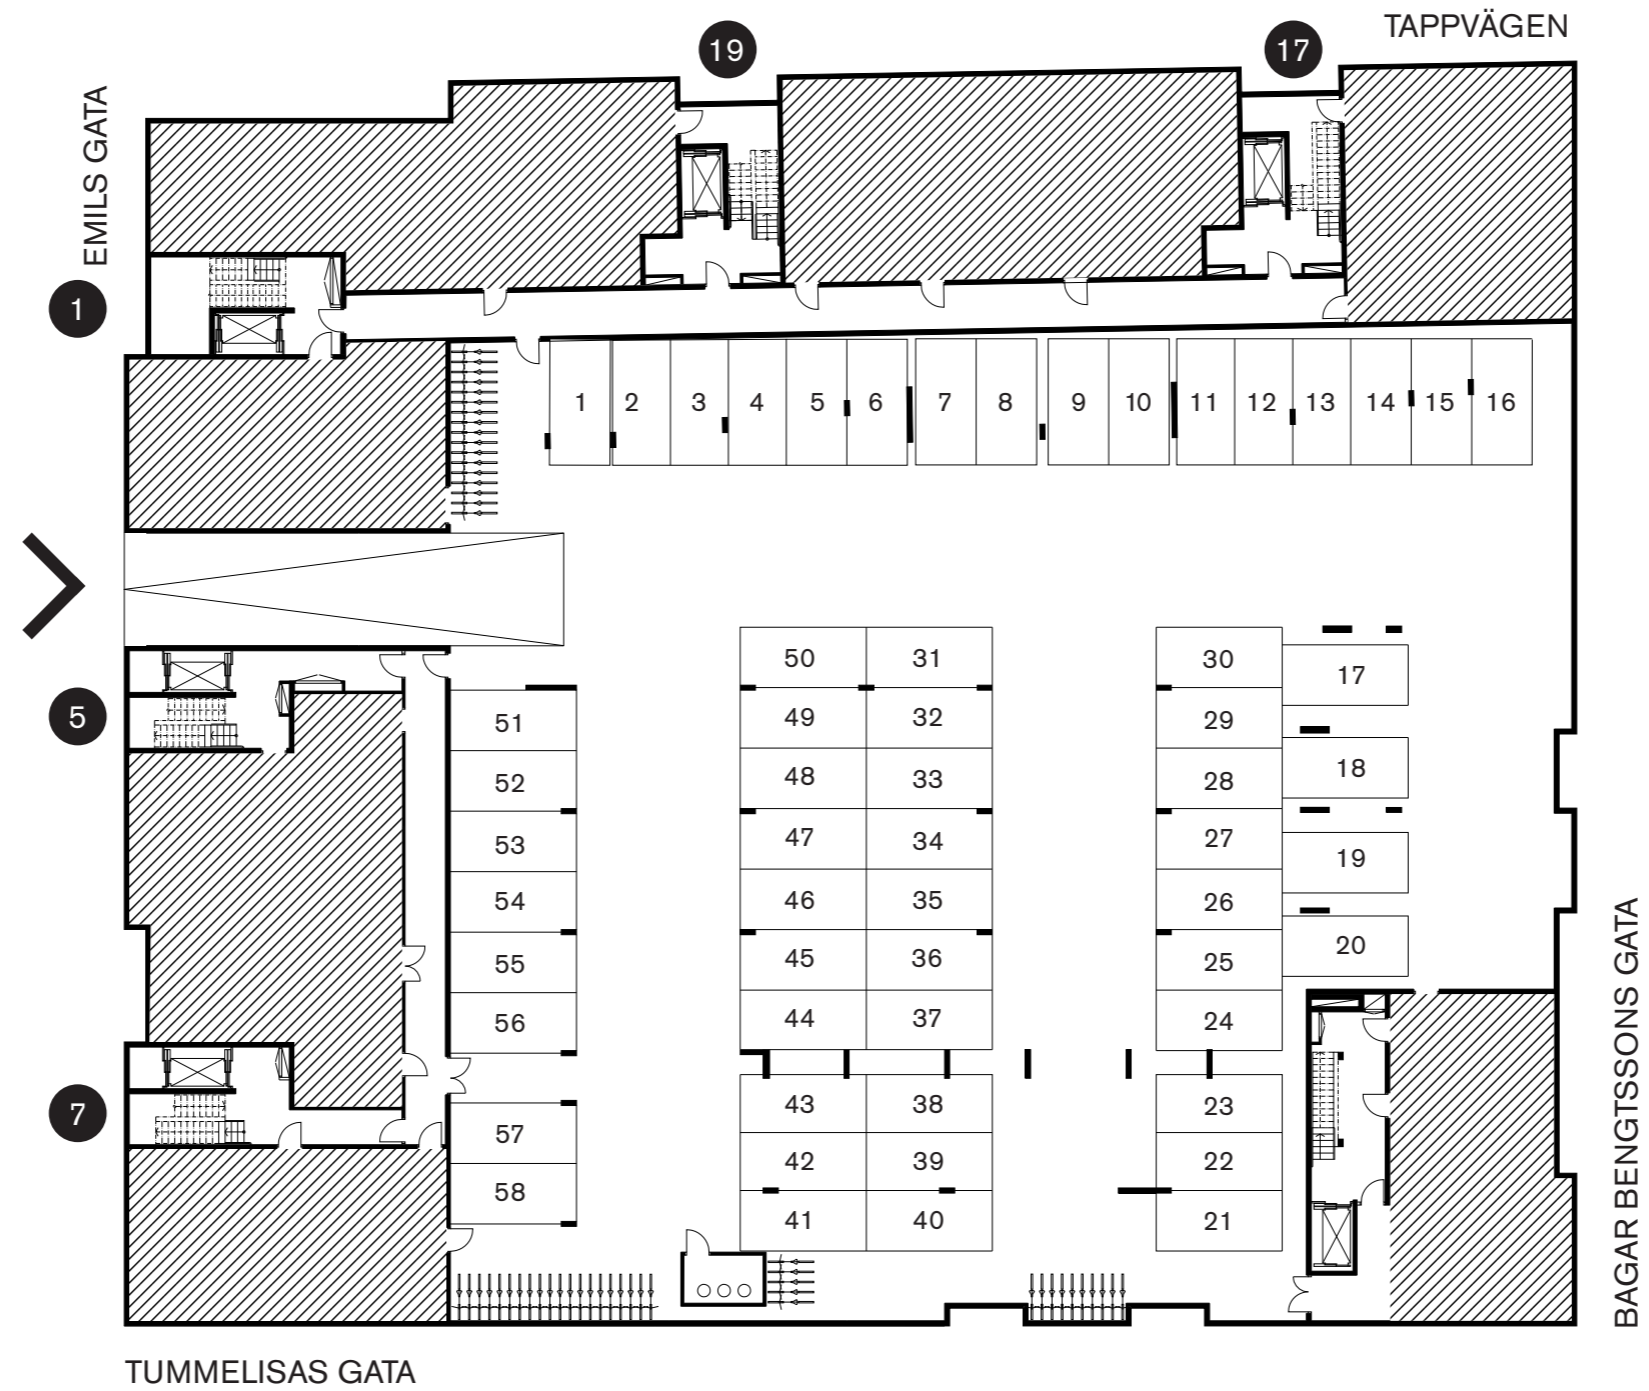 TAPPVÄGEN
19
17
EMILS GATA
1
1 2 3 4 5 6 7 8 9 10 11 12 13 14 15 16
50 31 30
17
5
51 49 32 29
52 48 33 28 18
53 47 34 27 19
54 46 35 26
55 45 36 25 20
56 44 37 24
7
43 38 23
57 42 39 22
58 41 40 21
BAGAR BENGTSSONS GATA
TUMMELISAS GATA